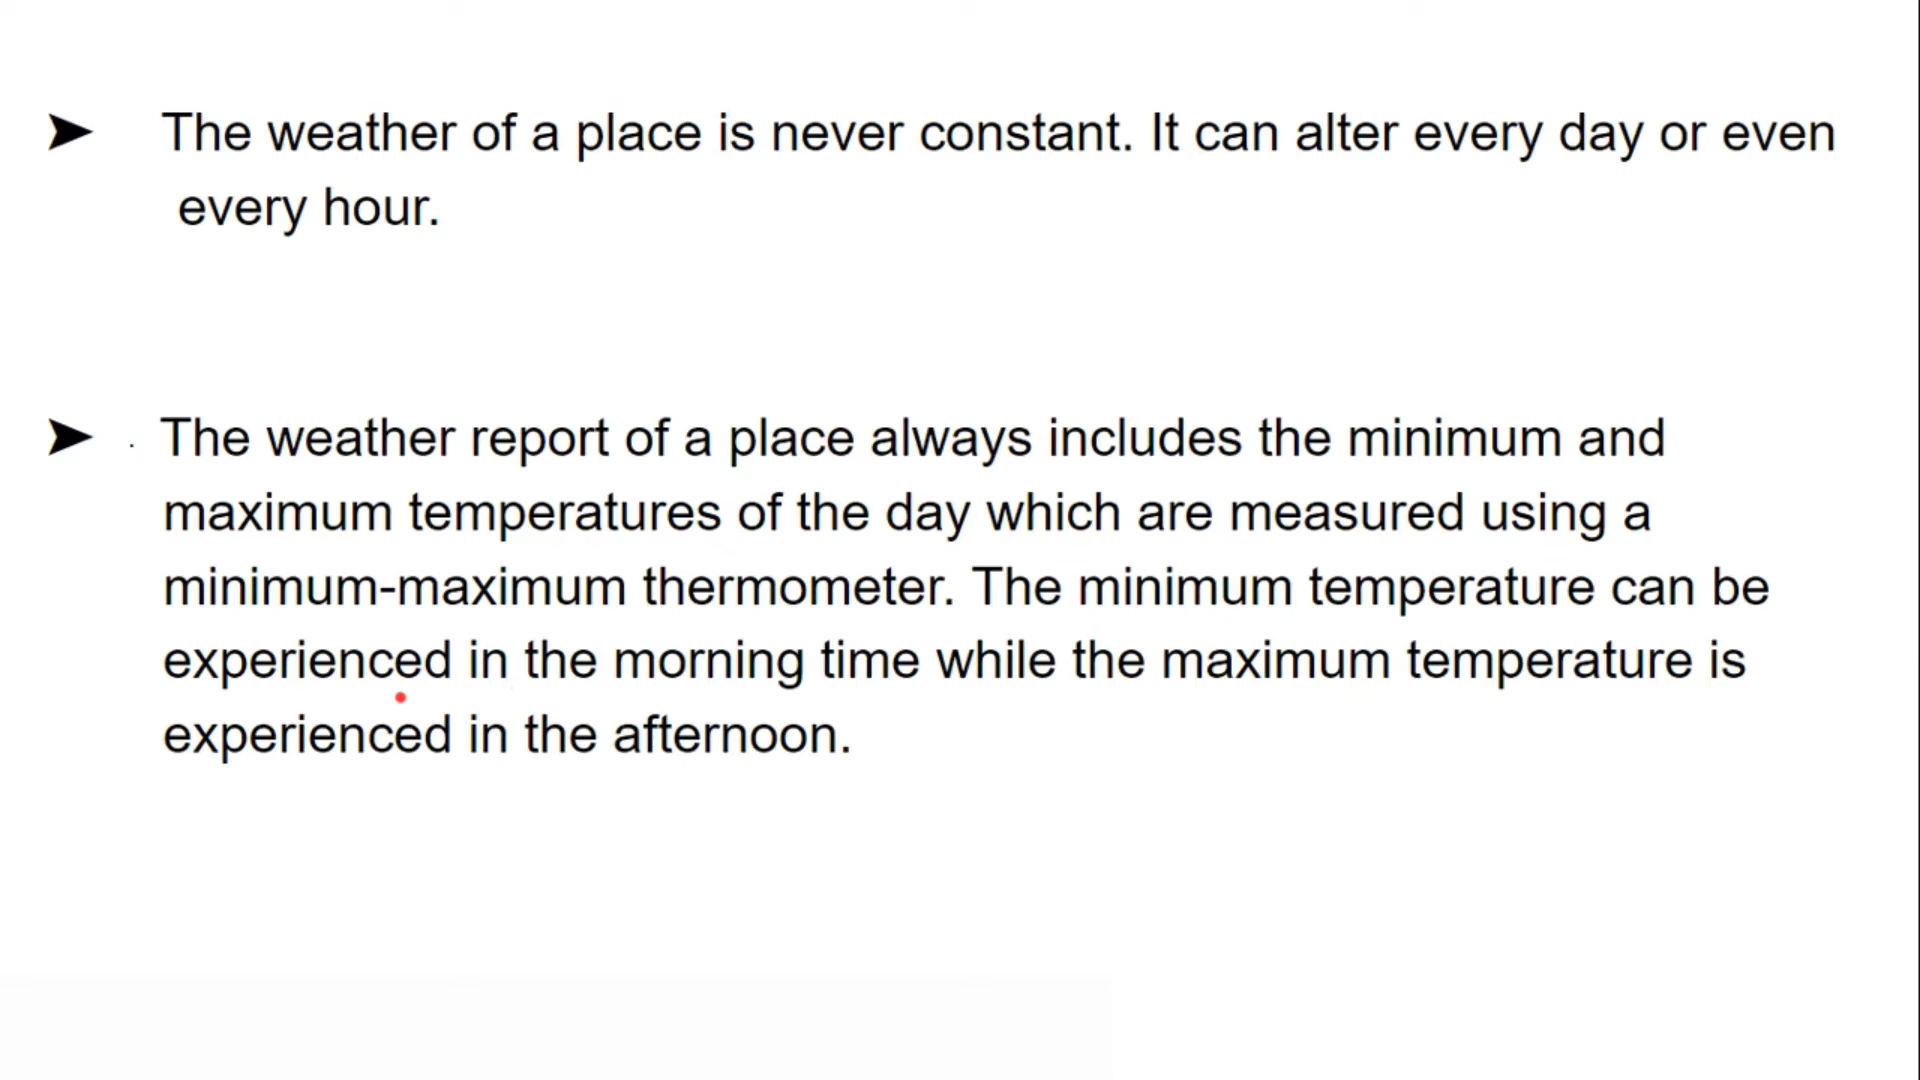 ➤ The weather of a place is never constant. It can alter every day or even
every hour.
➤ . The weather report of a place always includes the minimum and
maximum temperatures of the day which are measured using a
minimum-maximum thermometer. The minimum temperature can be
experienced in the morning time while the maximum temperature is
experienced in the afternoon.